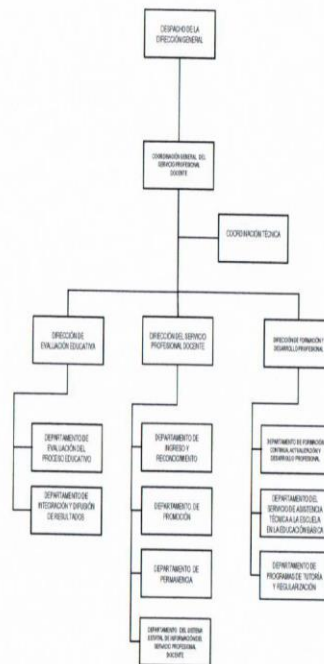 DESPACHO DE LA
DIRECCIÓN GENERAL
COORDINACIÓN GENERAL DEL
SERVICIO PROFESIONAL
DOCENTE
COORDINACIÓN TÉCNICA
DIRECCIÓN DE
EVALUACIÓN EDUCATIVA
DIRECCIÓN DEL SERVICIO
PROFESIONAL DOCENTE
DIRECCIÓN DE FORMACIÓN Y
DESARROLLO PROFESIONAL
DEPARTAMENTO DE
EVALUACIÓN DEL
PROCESO EDUCATIVO
DEPARTAMENTO DE
INTEGRACIÓN Y DIFUSIÓN
DE RESULTADOS
DEPARTAMENTO DE
INGRESO Y
RECONOCIMIENTO
DEPARTAMENTO DE
PROMOCIÓN
DEPARTAMENTO DE
PERMANENCIA
DEPARTAMENTO DEL SISTEMA
ESTATAL DE INFORMACIÓN DEL
SERVICIO PROFESIONAL
DOCENTE
DEPARTAMENTO DE FORMACIÓN
CONTINUA, ACTUALIZACIÓN Y
DESARROLLO PROFESIONAL
DEPARTAMENTO DEL
SERVICIO DE ASISTENCIA
TÉCNICA A LA ESCUELA
EN LA EDUCACIÓN BÁSICA
DEPARTAMENTO DE
PROGRAMAS DE TUTORÍA
Y REGULARIZACIÓN